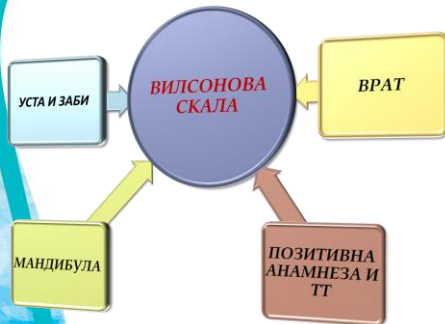 ВИЛСОНОВА
СКАЛА
УСТА И ЗАБИ
ВРАТ
МАНДИБУЛА
ПОЗИТИВНА
АНАМНЕЗА И
ТТ